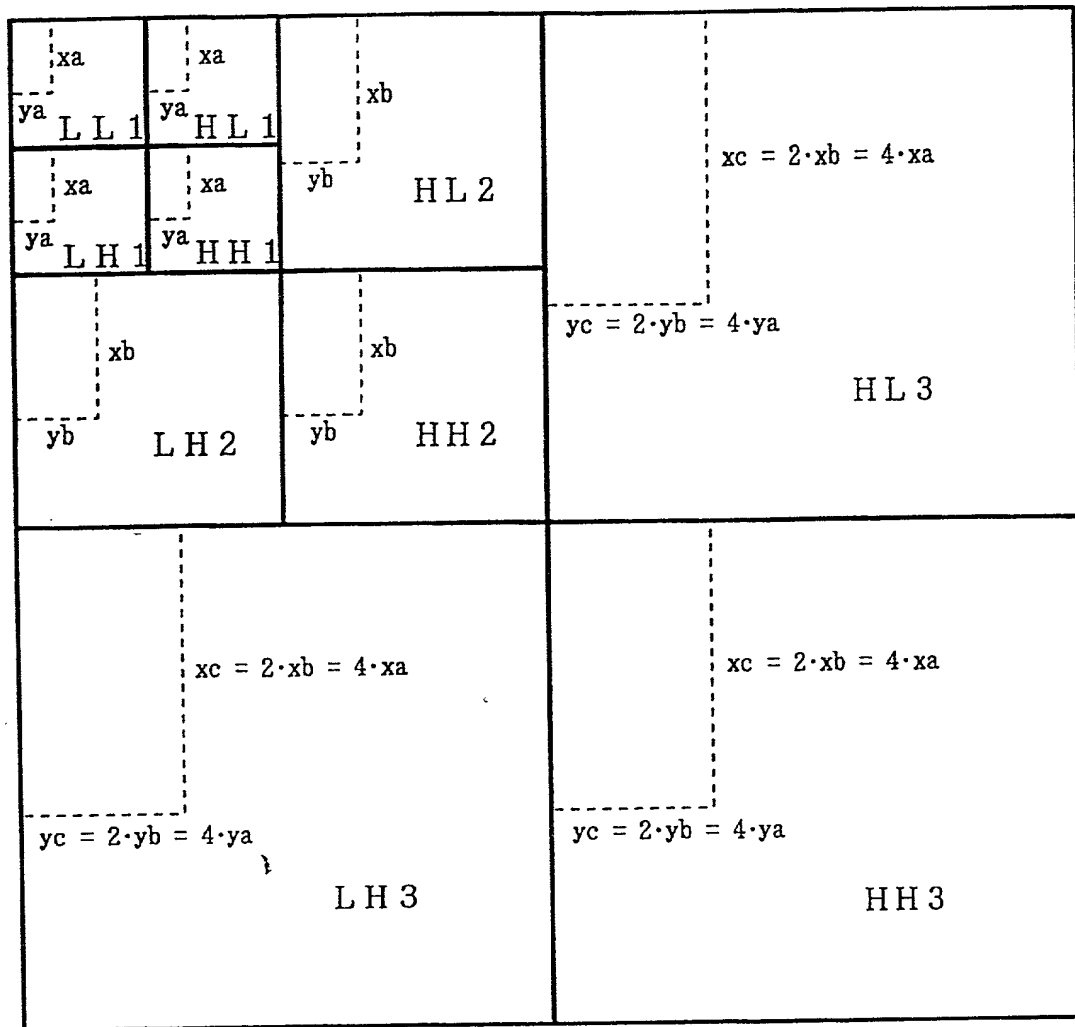 xa
ya
LL1
xa
ya
HL1
xb
yb
HL2
xc = 2·xb = 4·xa
yc = 2·yb = 4·ya
HL3
xa
ya
LH1
xa
ya
HH1
xb
yb
LH2
xb
yb
HH2
xc = 2·xb = 4·xa
yc = 2·yb = 4·ya
LH3
xc = 2·xb = 4·xa
yc = 2·yb = 4·ya
HH3